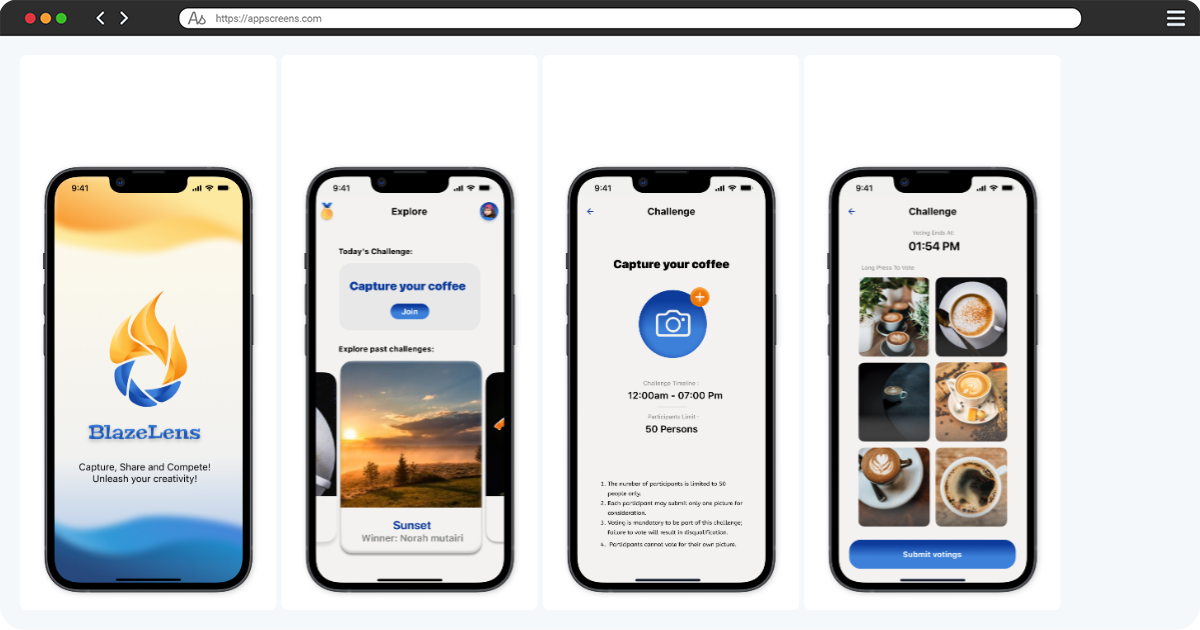 https://appscreens.com
9:41
BlazeLens
Capture, Share and Compete!
Unleash your creativity!
9:41
Explore
Today's Challenge:
Capture your coffee
Join
Explore past challenges:
Sunset
Winner: Norah mutairi
9:41
Challenge
Capture your coffee
Challenge Timeline :
12:00am - 07:00 Pm
Participants Limit :
50 Persons
1. The number of participants is limited to 50
people only.
2. Each participant may submit only one picture for
consideration.
3. Voting is mandatory to be part of this challenge;
Failure to vote will result in disqualification.
4. Participants cannot vote for their own picture.
9:41
Challenge
Voting Ends At:
01:54 PM
Long Press To Vote
Submit votings